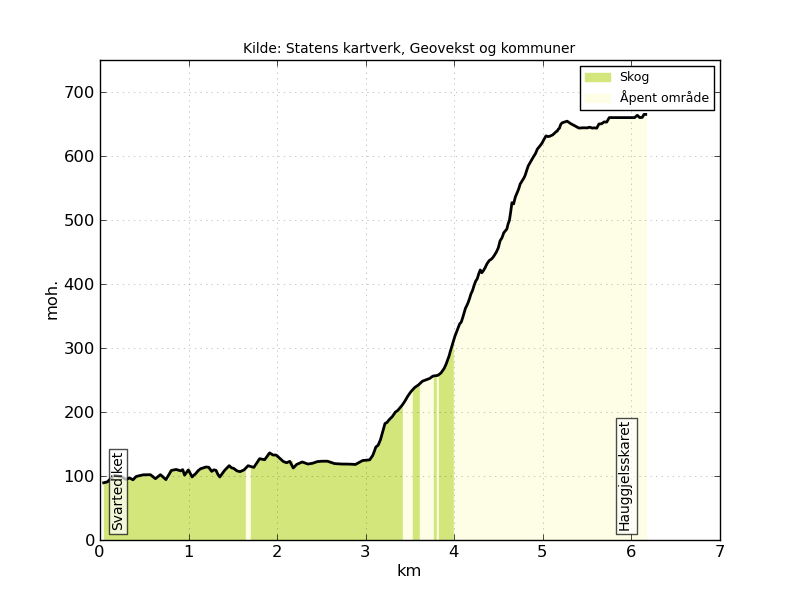 Kilde: Statens kartverk, Geovekst og kommuner
Skog
Åpent område
700
600
500
400
300
200
100
0
moh.
Svartediket
Hauggjelsskaret
0 1 2 3 4 5 6 7
km